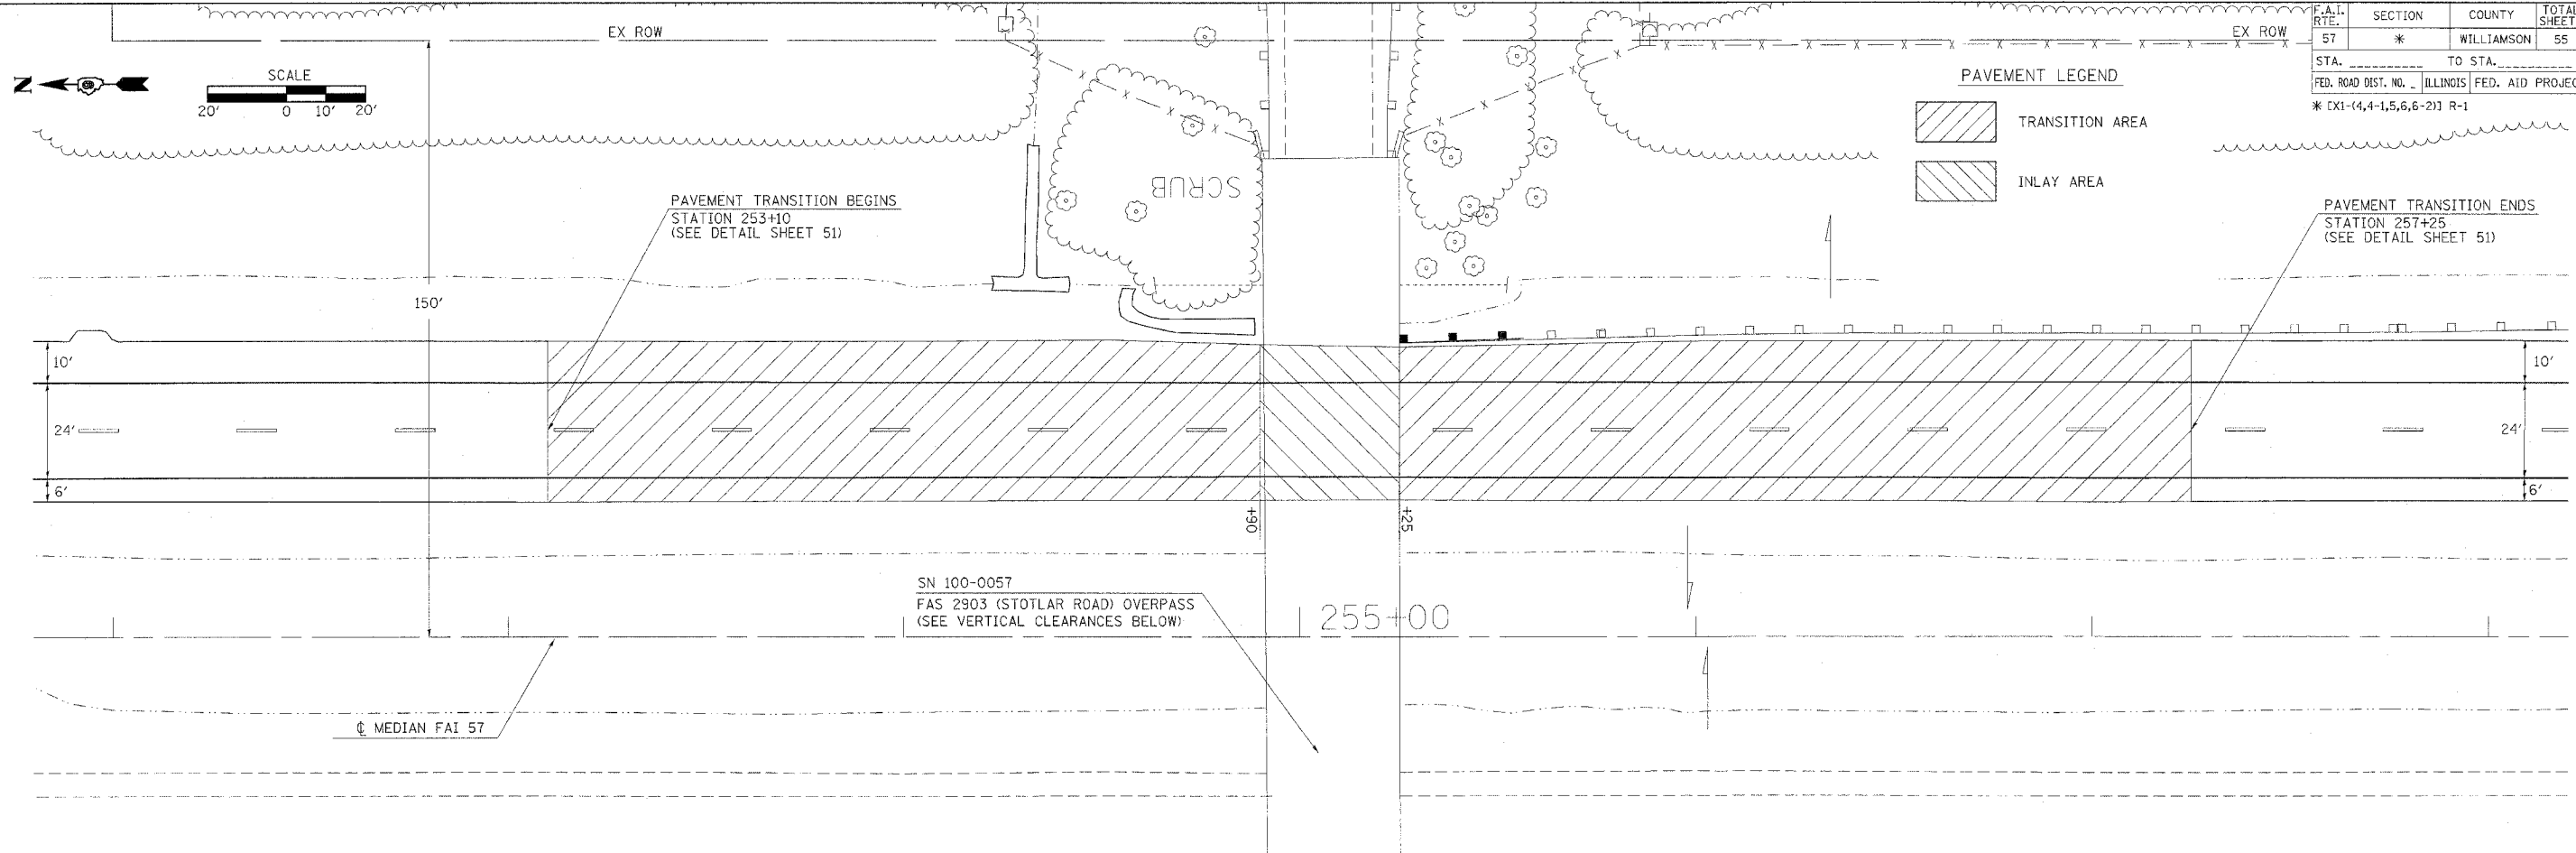 EX ROW
EX ROW
F.A.I. RTE. SECTION COUNTY TOTAL SHEET
57 * WILLIAMSON 55
STA. TO STA.
FED. ROAD DIST. NO. ILLINOIS FED. AID PROJEC
* [X1-(4,4-1,5,6,6-2)] R-1
N
SCALE
20' 0 10' 20'
PAVEMENT LEGEND
TRANSITION AREA
INLAY AREA
SCRUB
PAVEMENT TRANSITION BEGINS
STATION 253+10
(SEE DETAIL SHEET 51)
PAVEMENT TRANSITION ENDS
STATION 257+25
(SEE DETAIL SHEET 51)
150'
10'
10'
24'
24'
6'
6'
+90
+25
SN 100-0057
FAS 2903 (STOTLAR ROAD) OVERPASS
(SEE VERTICAL CLEARANCES BELOW)
255+00
℄ MEDIAN FAI 57